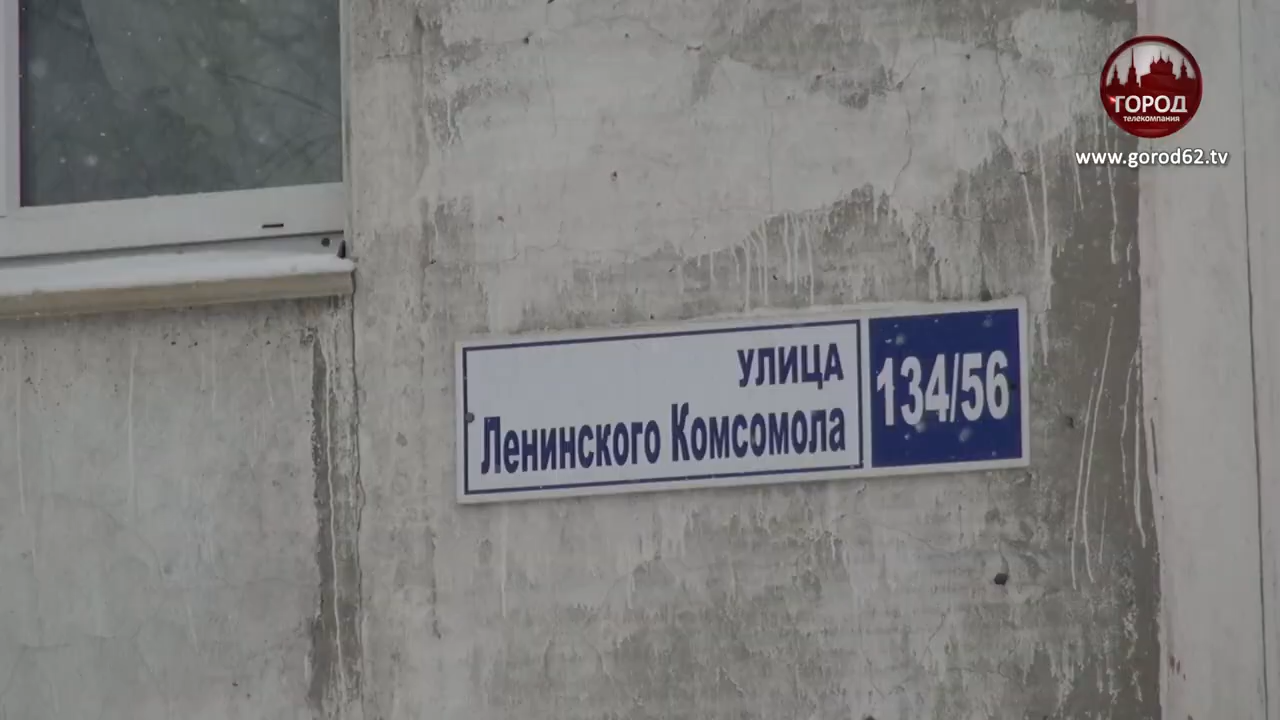 ГОРОД
телекомпания
www.gorod62.tv
УЛИЦА
Ленинского Комсомола
134/56